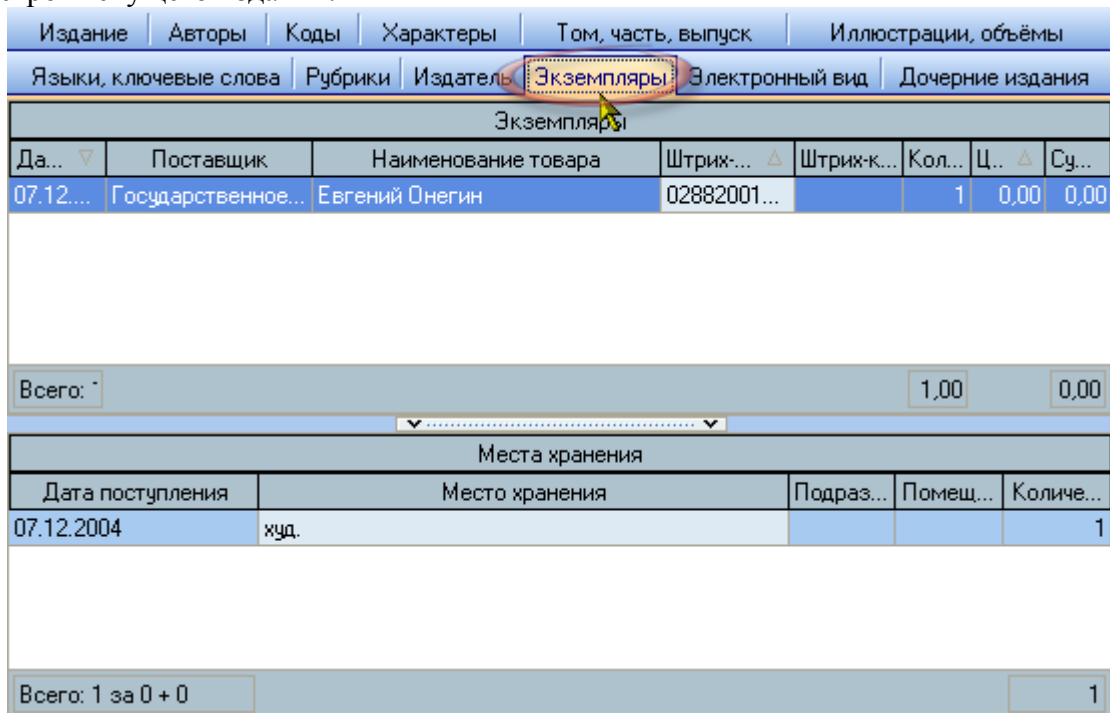 Издание Авторы Коды Характеры Том, часть, выпуск Иллюстрации, объёмы
Языки, ключевые слова Рубрики Издатель Экземпляры Электронный вид Дочерние издания
Экземпляры
Да... Поставщик Наименование товара Штрих-... Штрих-к... Кол... Ц... Су...
07.12.... Государственное... Евгений Онегин 02882001... 1 0,00 0,00
Всего: 1,00 0,00
Места хранения
Дата поступления Место хранения Подраз... Помещ... Количе...
07.12.2004 худ. 1
Всего: 1 за 0 + 0 1